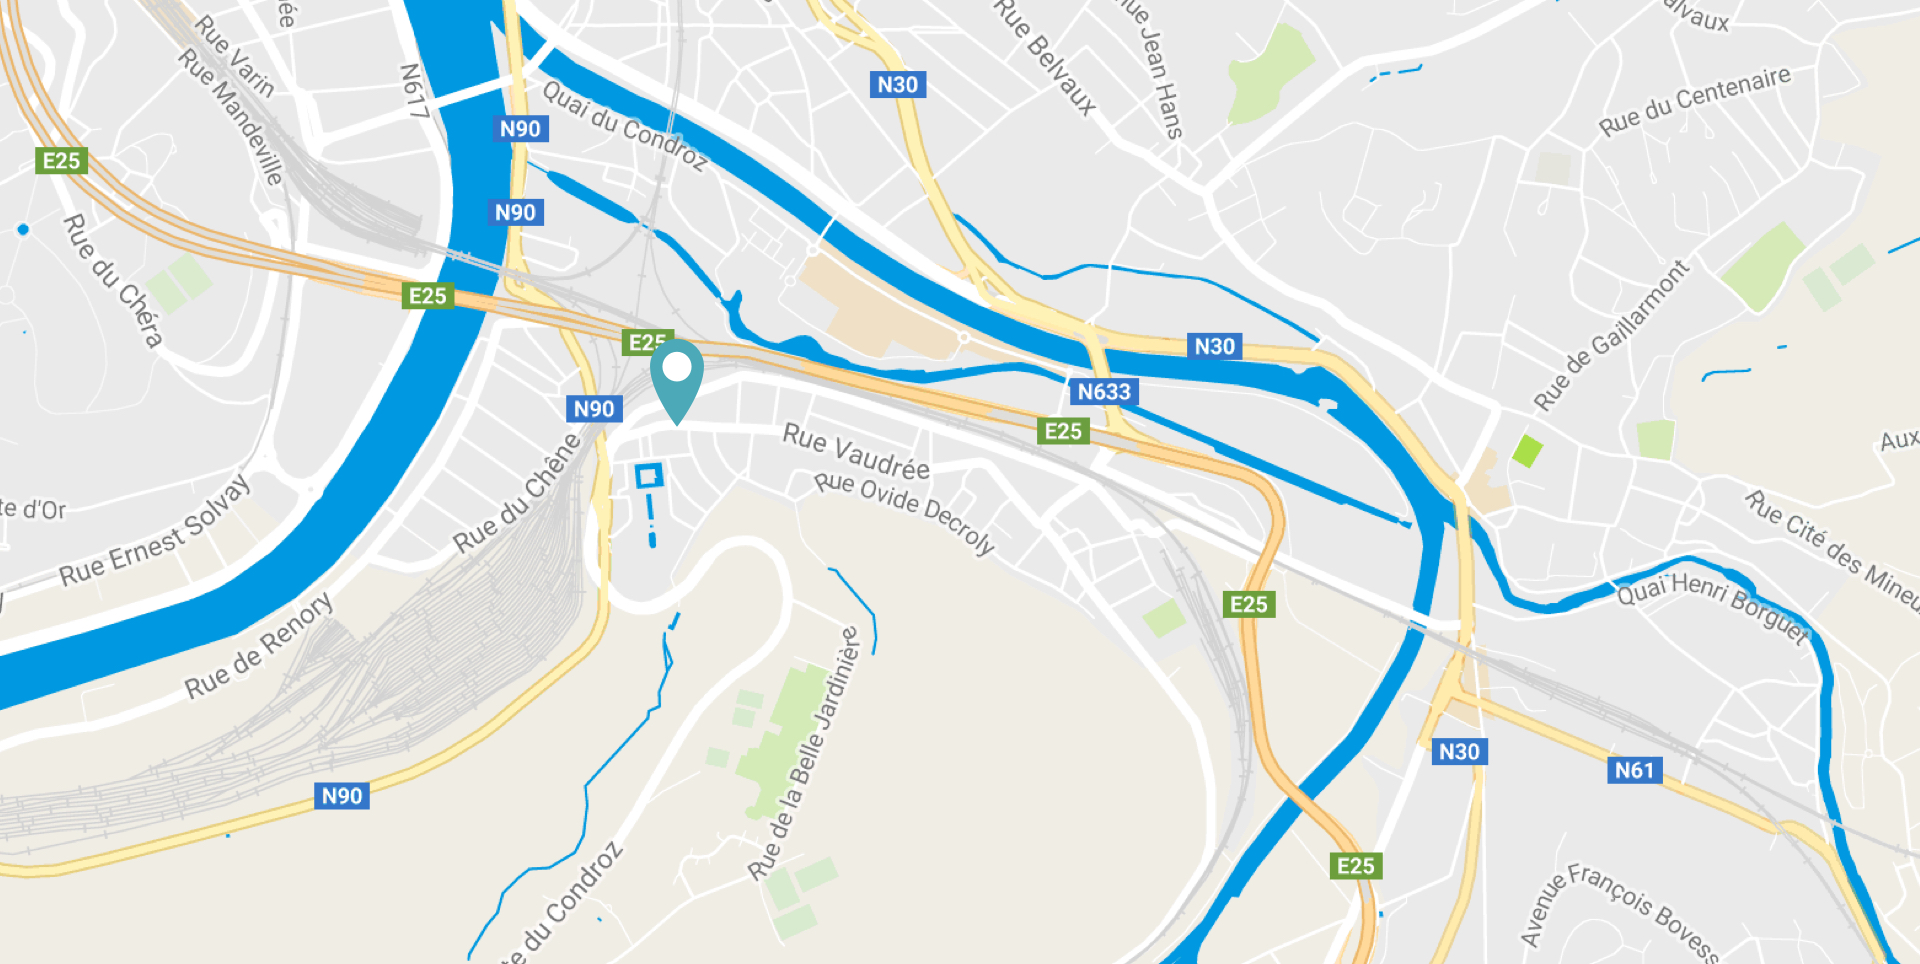 Rue Varin
Rue Mandeville
N617
N90
Quai du Condroz
N30
Rue Belvaux
Jean Hans
Rue du Centenaire
E25
N90
Rue du Chéra
E25
E25
N90
N633
N30
E25
Rue de Gaillarmont
Rue Vaudrée
Rue Ovide Decroly
Rue du Chêne
te d'Or
Rue Ernest Solvay
Aux
Rue Cité des Mineu
Quai Henri Borguet
E25
Rue de Renory
Rue de la Belle Jardinière
N90
N30
N61
E25
te du Condroz
Avenue François Bovess